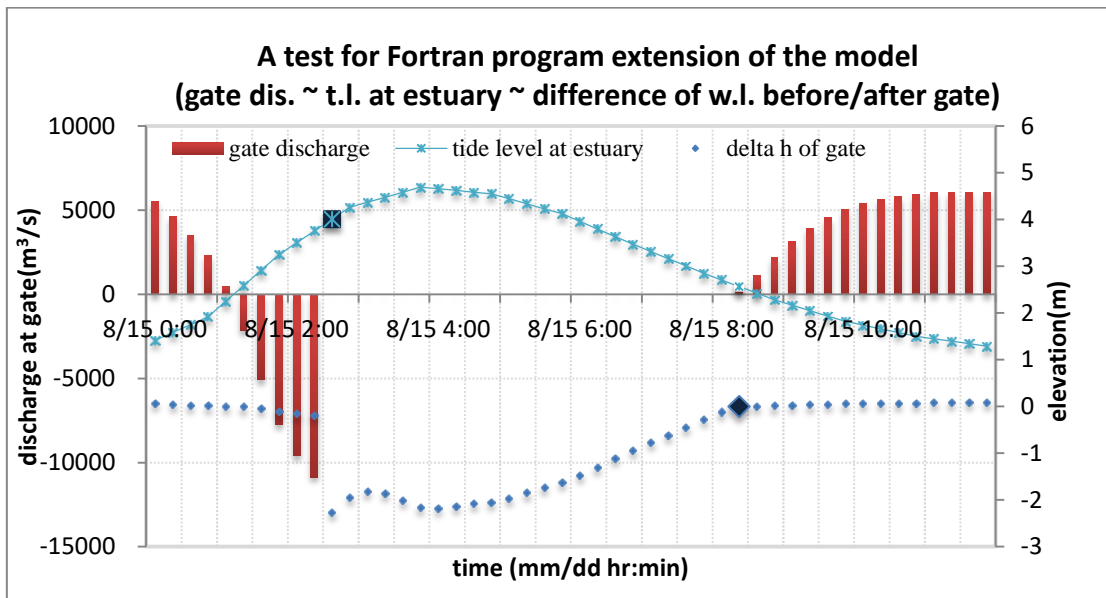 A test for Fortran program extension of the model
(gate dis. ~ t.l. at estuary ~ difference of w.l. before/after gate)
gate discharge
tide level at estuary
delta h of gate
discharge at gate(m³/s)
10000
5000
0
-5000
-10000
-15000
6
5
4
3
2
1
0
-1
-2
-3
elevation(m)
8/15 0:00
8/15 2:00
8/15 4:00
8/15 6:00
8/15 8:00
8/15 10:00
time (mm/dd hr:min)